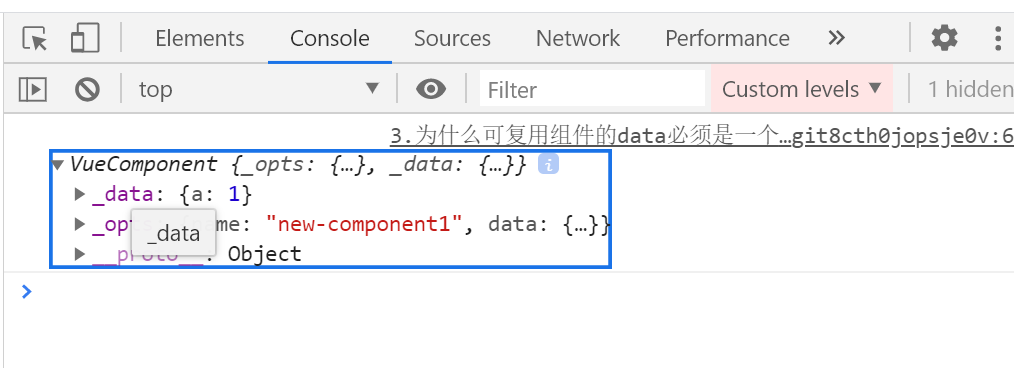 Elements Console Sources Network Performance »
top Filter Custom levels 1 hidden
3.为什么可复用组件的data必须是一个…git8cth0jopsje0v:6
VueComponent {_opts: {…}, _data: {…}} i
_data: {a: 1}
me: "new-component1", data: {…}}
_data
__proto__: Object